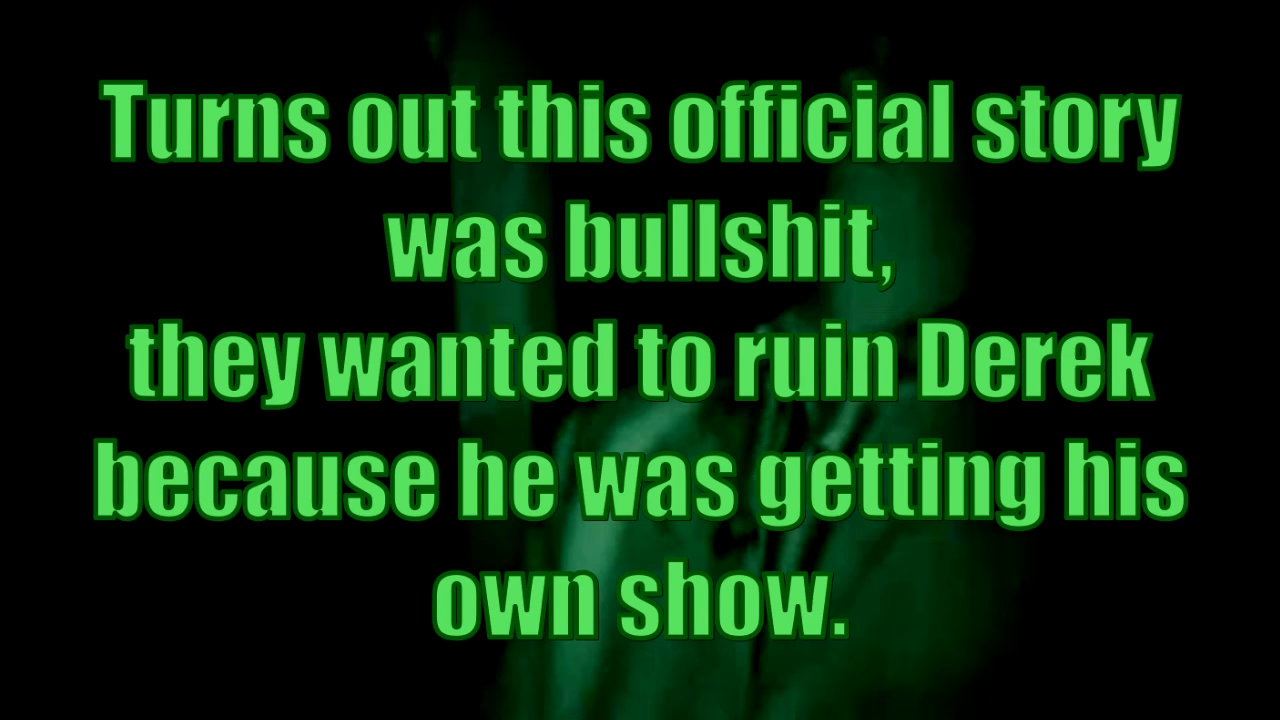 Turns out this official story
was bullshit,
they wanted to ruin Derek
because he was getting his
own show.